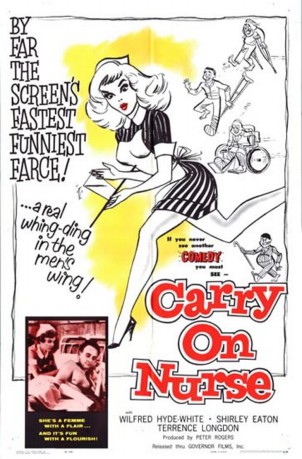 BY
FAR
THE
SCREEN'S
FASTEST
FUNNIEST
FARCE!
...a real
whing-ding
in the
men's
wing!
If you never
see another
COMEDY
you must
SEE —
Carry
On
Nurse
SHE'S A FEMME
WITH A FLAIR...
AND IT'S FUN
WITH A FLOURISH!
with
WILFRED HYDE-WHITE • SHIRLEY EATON
TERRENCE LONGDON
Produced by PETER ROGERS
Released thru GOVERNOR FILMS, Inc.